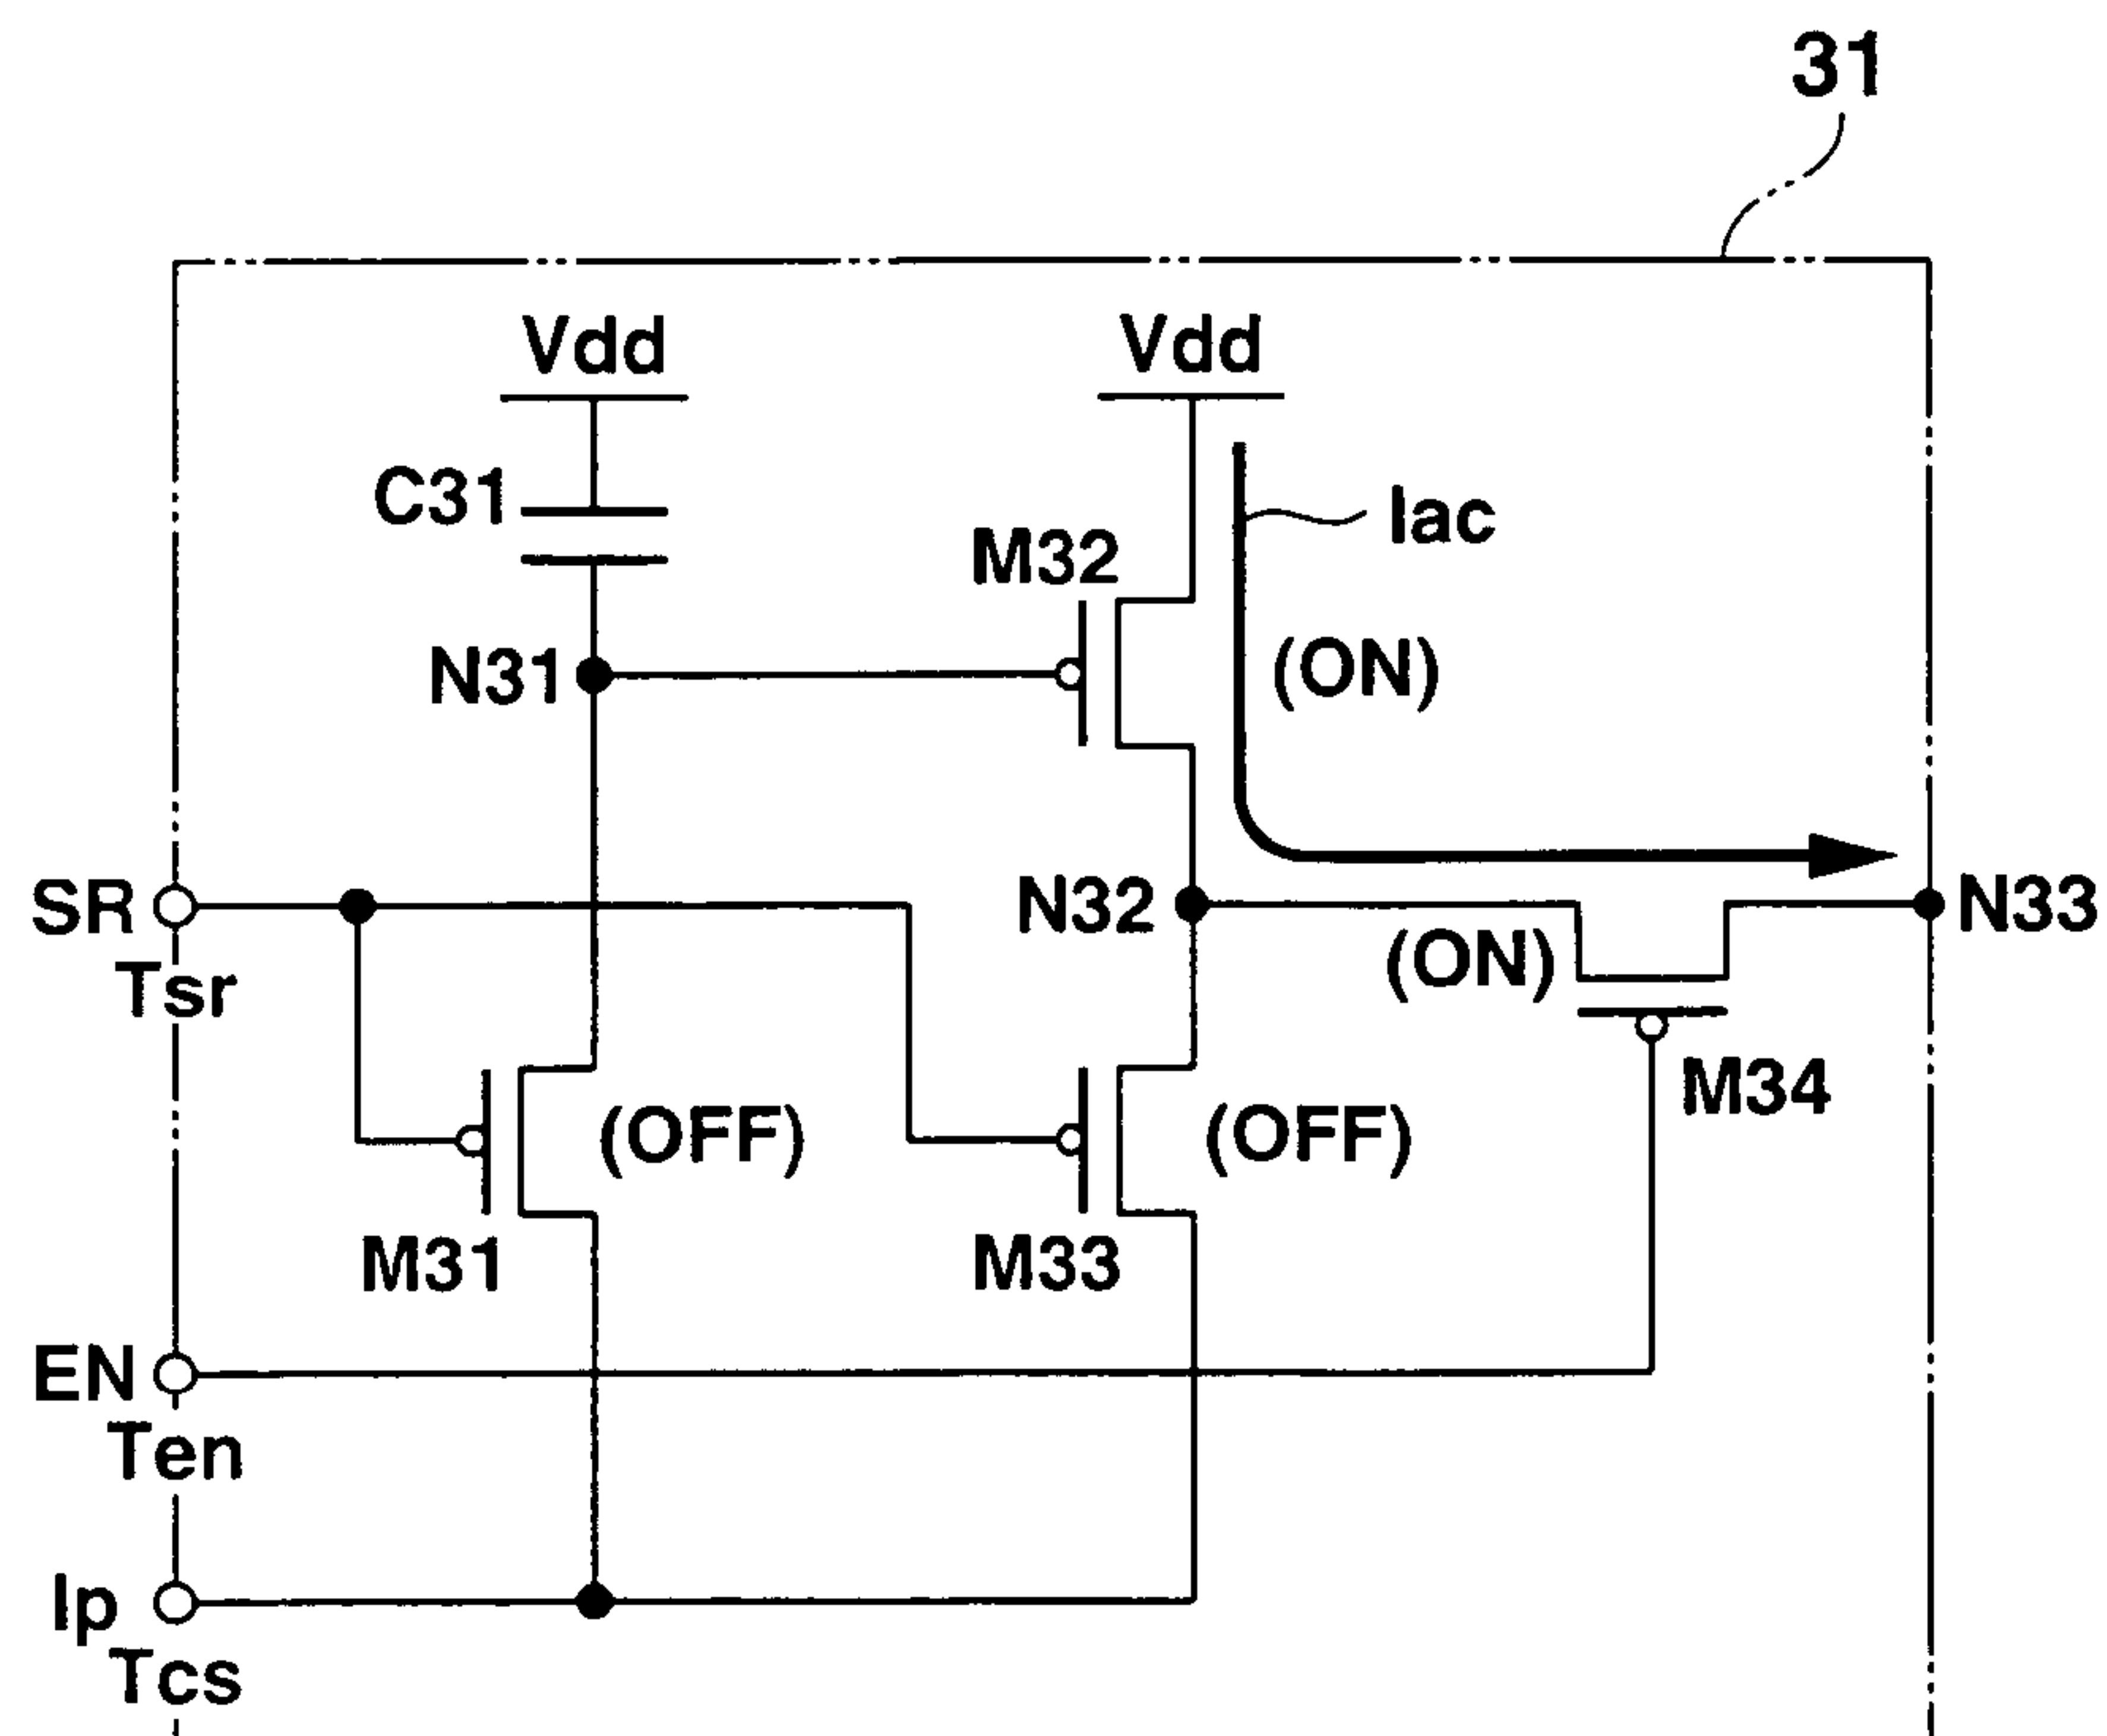 31
Vdd
Vdd
C31
Iac
M32
N31
(ON)
SR
N32
N33
(ON)
Tsr
M34
(OFF)
(OFF)
M31
M33
EN
Ten
Ip
Tcs